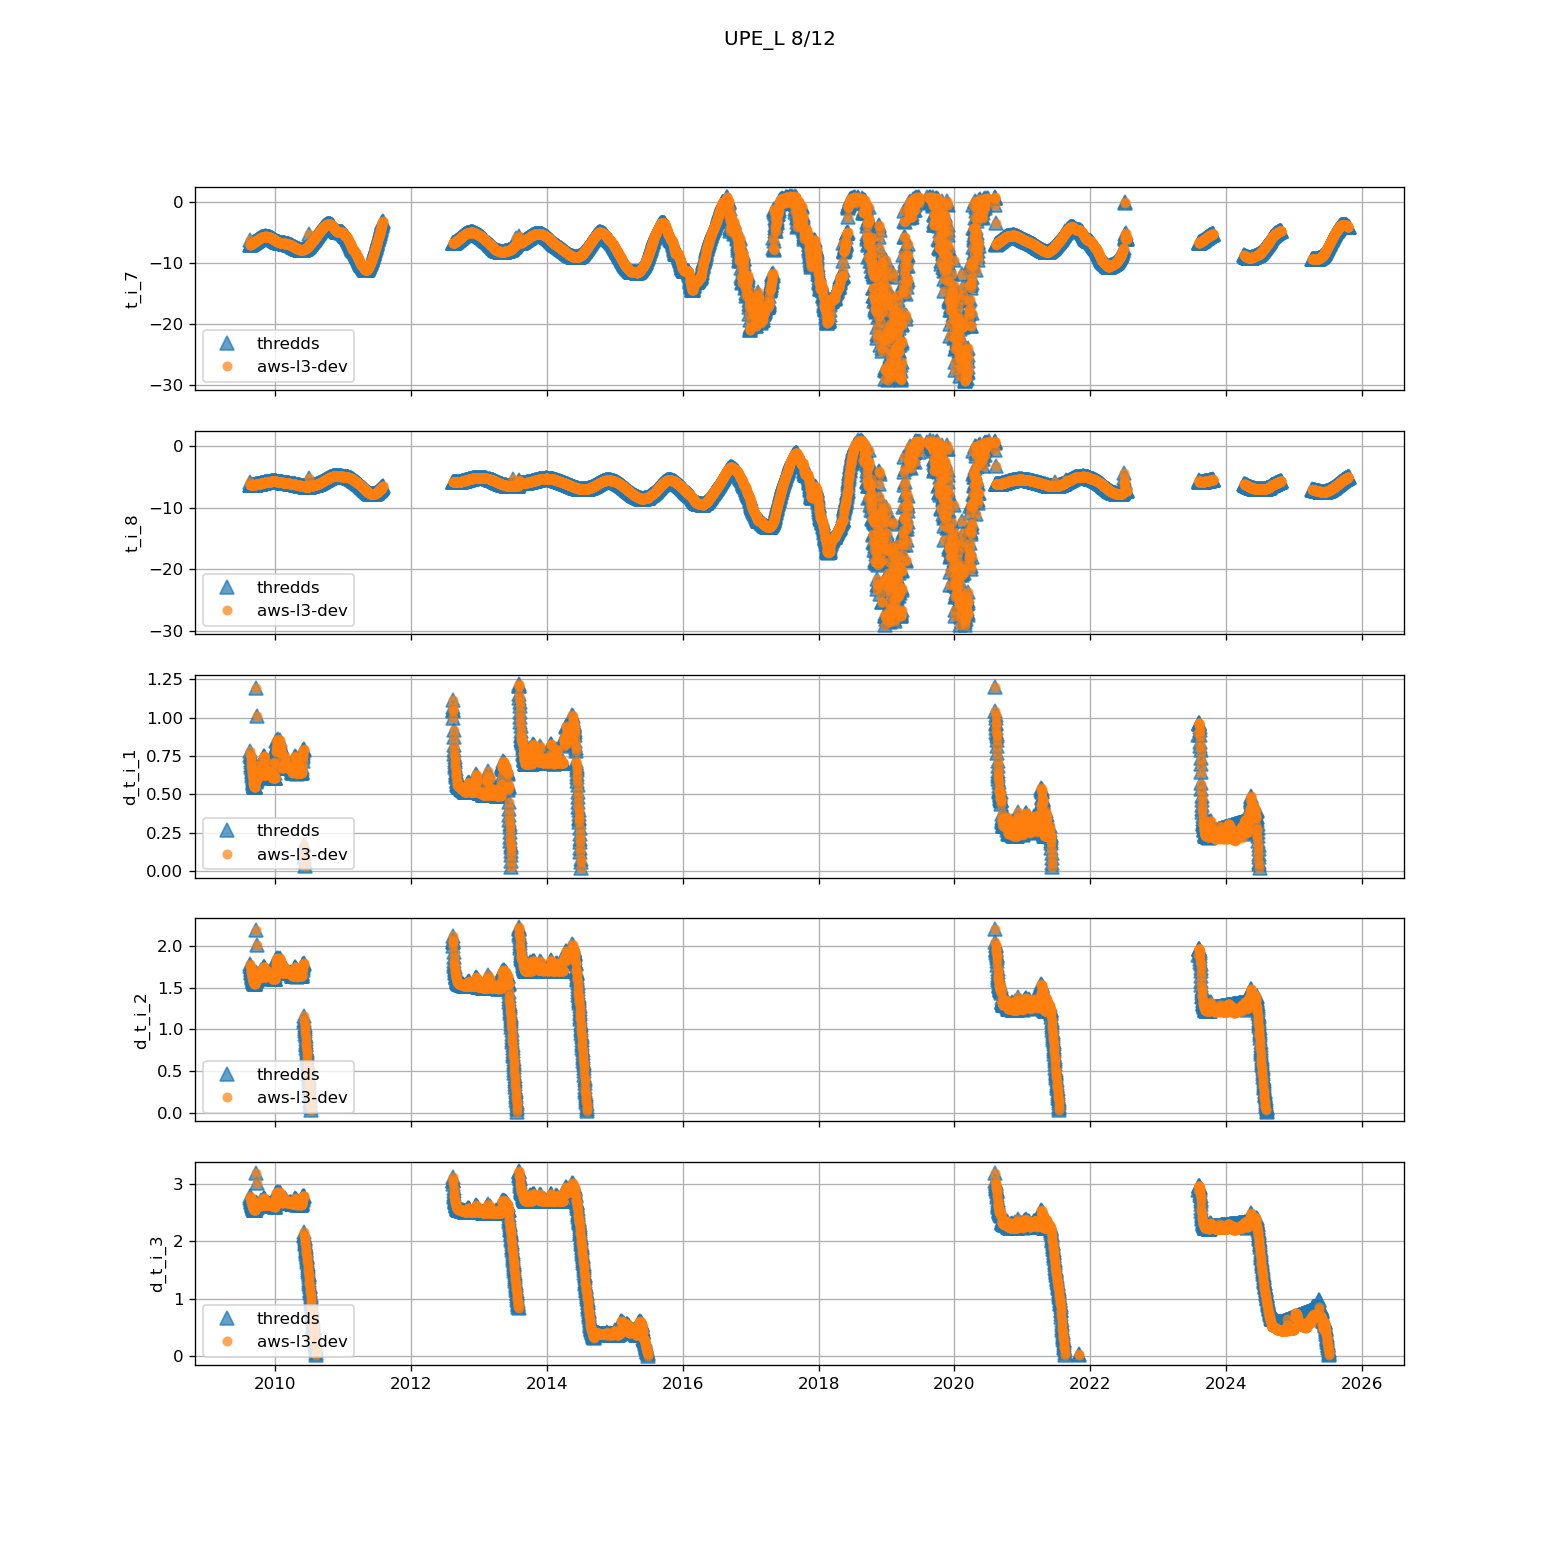 UPE_L 8/12
0
−10
−20
−30
t_i_7
thredds
aws-l3-dev
0
−10
−20
−30
t_i_8
thredds
aws-l3-dev
1.25
1.00
0.75
0.50
0.25
0.00
d_t_i_1
thredds
aws-l3-dev
2.0
1.5
1.0
0.5
0.0
d_t_i_2
thredds
aws-l3-dev
3
2
1
0
d_t_i_3
thredds
aws-l3-dev
2010 2012 2014 2016 2018 2020 2022 2024 2026